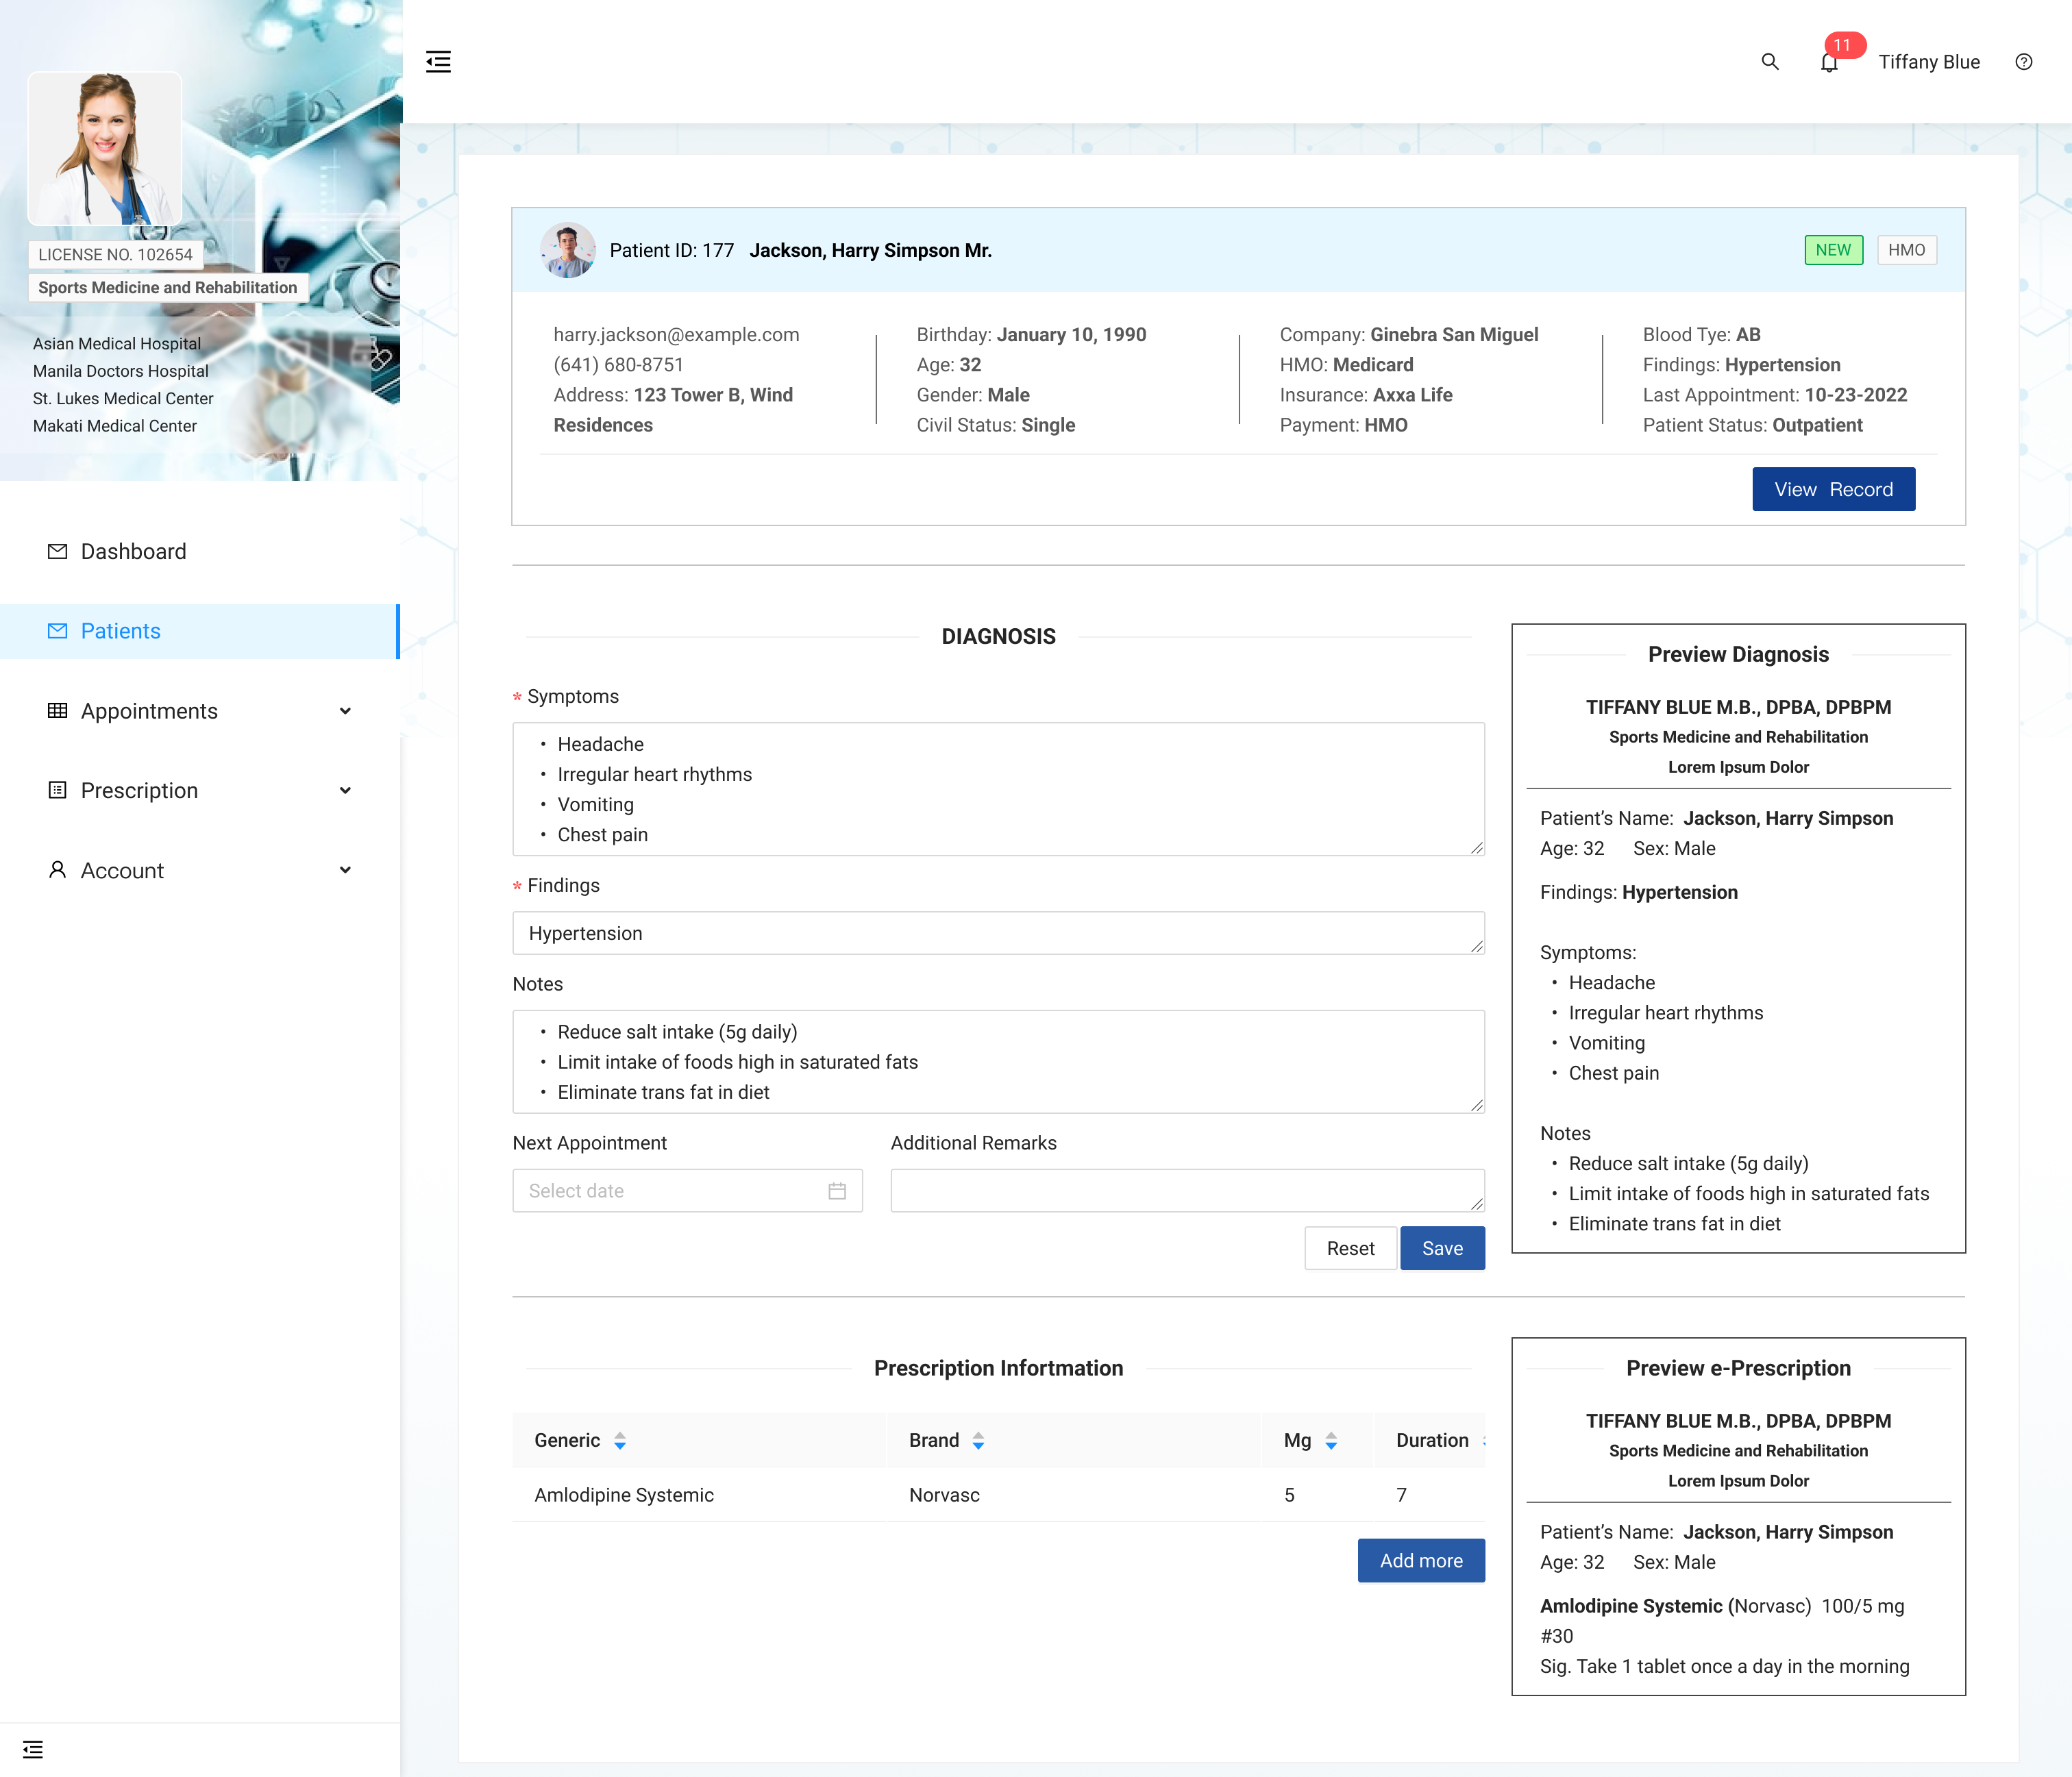 11
Tiffany Blue
LICENSE NO. 102654
Sports Medicine and Rehabilitation
Asian Medical Hospital
Manila Doctors Hospital
St. Lukes Medical Center
Makati Medical Center
Dashboard
Patients
Appointments
Prescription
Account
Patient ID: 177 Jackson, Harry Simpson Mr.
NEW
HMO
harry.jackson@example.com
(641) 680-8751
Address: 123 Tower B, Wind
Residences
Birthday: January 10, 1990
Age: 32
Gender: Male
Civil Status: Single
Company: Ginebra San Miguel
HMO: Medicard
Insurance: Axxa Life
Payment: HMO
Blood Tye: AB
Findings: Hypertension
Last Appointment: 10-23-2022
Patient Status: Outpatient
View Record
DIAGNOSIS
* Symptoms
• Headache
• Irregular heart rhythms
• Vomiting
• Chest pain
* Findings
Hypertension
Notes
• Reduce salt intake (5g daily)
• Limit intake of foods high in saturated fats
• Eliminate trans fat in diet
Next Appointment
Select date
Additional Remarks
Reset
Save
Preview Diagnosis
TIFFANY BLUE M.B., DPBA, DPBPM
Sports Medicine and Rehabilitation
Lorem Ipsum Dolor
Patient’s Name: Jackson, Harry Simpson
Age: 32 Sex: Male
Findings: Hypertension
Symptoms:
• Headache
• Irregular heart rhythms
• Vomiting
• Chest pain
Notes
• Reduce salt intake (5g daily)
• Limit intake of foods high in saturated fats
• Eliminate trans fat in diet
Prescription Infortmation
Generic Brand Mg Duration
Amlodipine Systemic Norvasc 5 7
Add more
Preview e-Prescription
TIFFANY BLUE M.B., DPBA, DPBPM
Sports Medicine and Rehabilitation
Lorem Ipsum Dolor
Patient’s Name: Jackson, Harry Simpson
Age: 32 Sex: Male
Amlodipine Systemic (Norvasc) 100/5 mg
#30
Sig. Take 1 tablet once a day in the morning